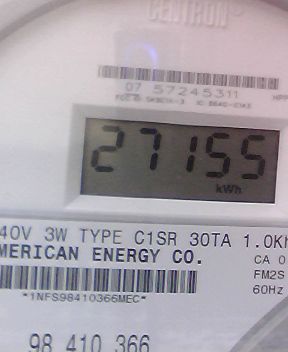 CENTRON®
07 57245311
27155
kWh
40V 3W TYPE C1SR 30TA 1.0Kh
MERICAN ENERGY CO.
CA 0
FM2S
60Hz
*1NFS98410366MEC*
98 410 366